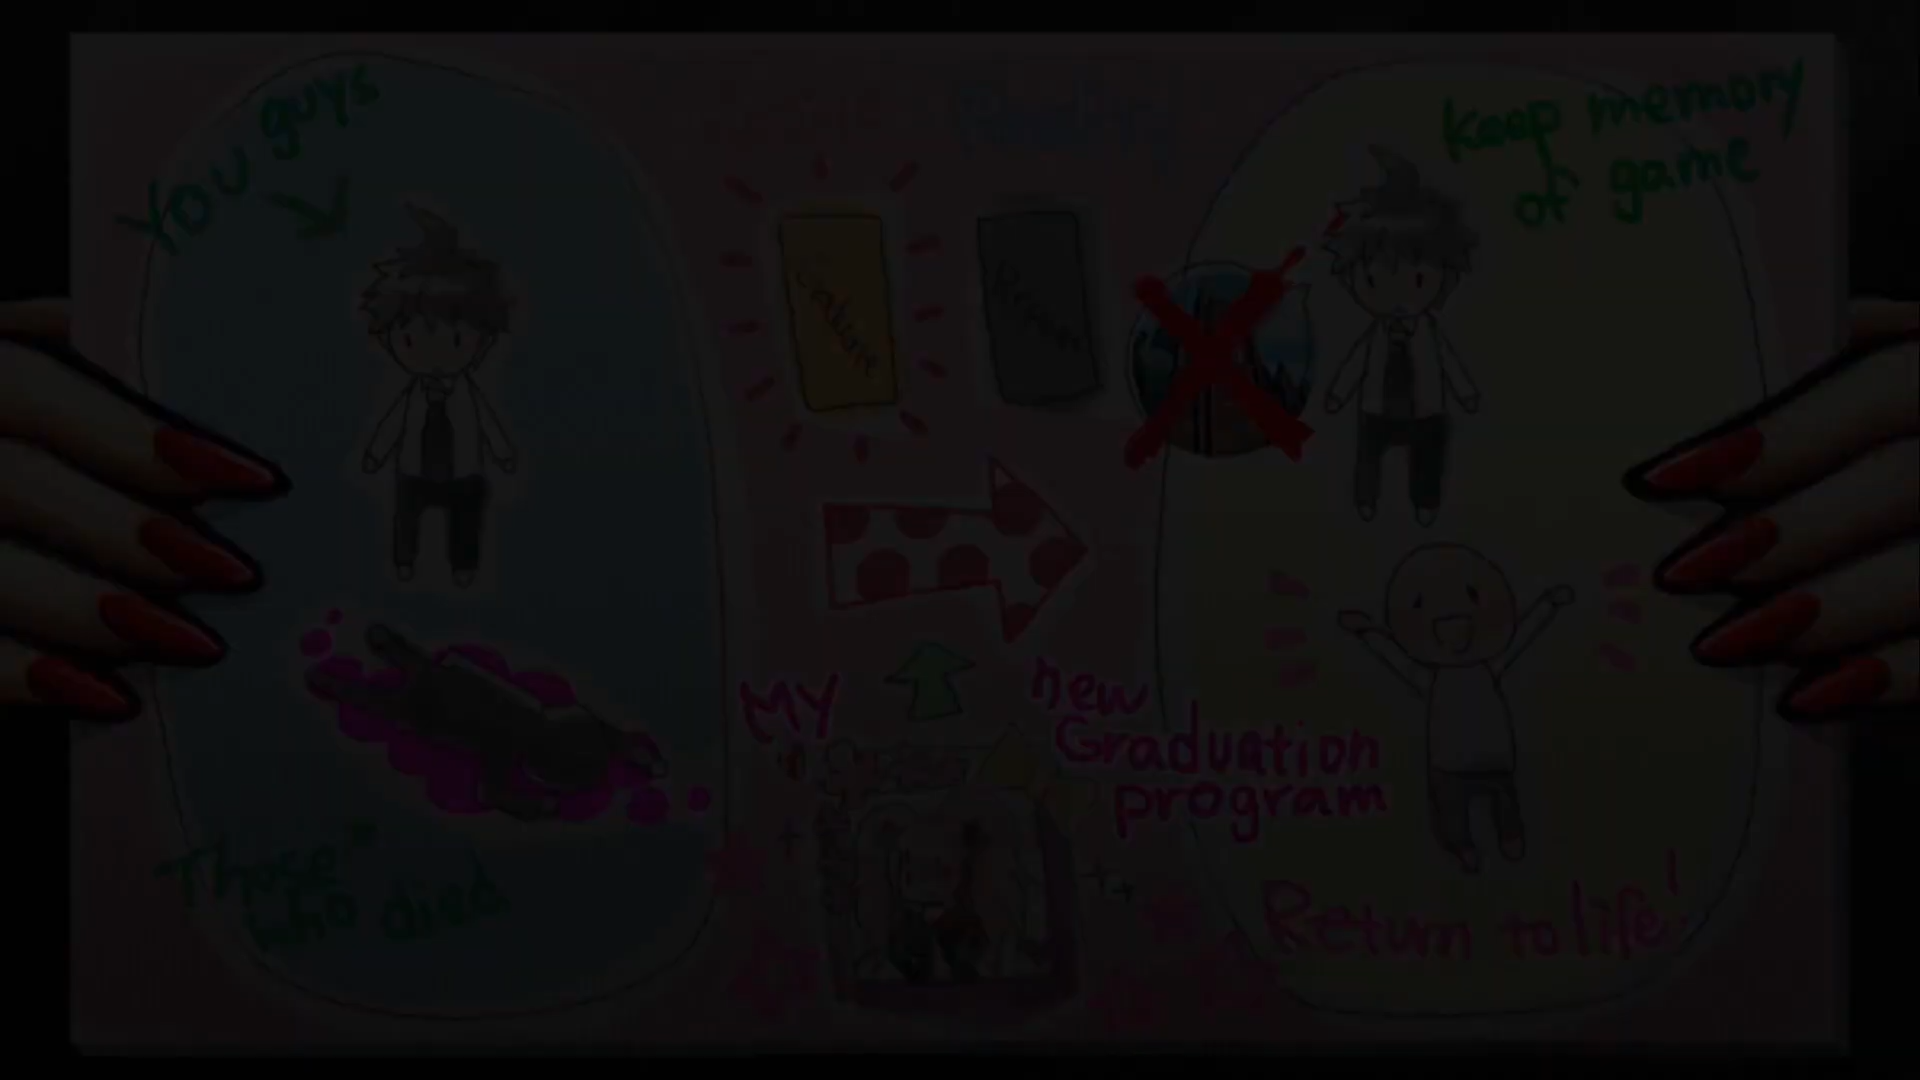 You guys
Keep memory
of game
MY
new
Graduation
program
"Those"
who died
Return to life!